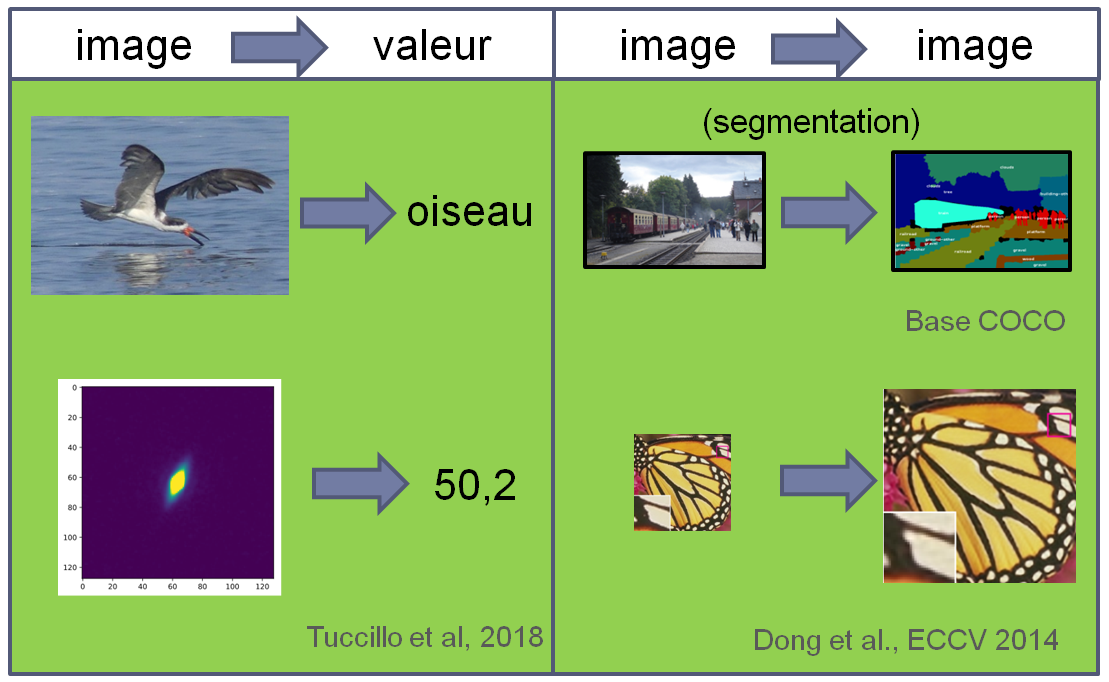 image valeur image image
(segmentation)
oiseau
Base COCO
0
20
40
60
80
100
120
0 20 40 60 80 100 120
50,2
Tuccillo et al, 2018
Dong et al., ECCV 2014